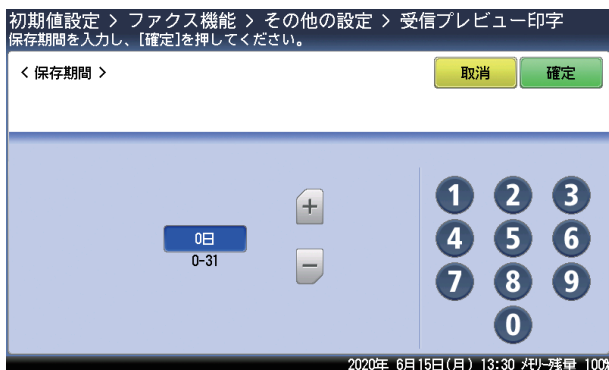 初期値設定 > ファクス機能 > その他の設定 > 受信プレビュー印字
保存期間を入力し、[確定]を押してください。
< 保存期間 >
取消
確定
+
0日
0-31
−
1 2 3
4 5 6
7 8 9
0
2020年 6月15日(月) 13:30 ﾒﾓﾘｰ残量 100%